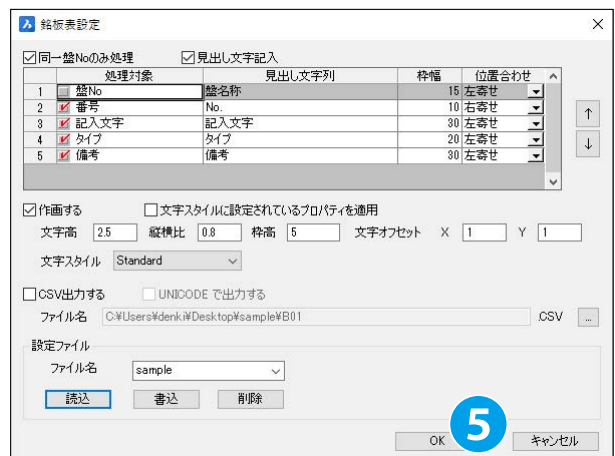 銘板表設定
同一盤Noのみ処理 見出し文字記入
処理対象 見出し文字列 枠幅 位置合わせ
1 盤No 盤名称 15 左寄せ
2 番号 No. 10 右寄せ
3 記入文字 記入文字 30 左寄せ
4 タイプ タイプ 20 左寄せ
5 備考 備考 30 左寄せ
↑
↓
作画する 文字スタイルに設定されているプロパティを適用
文字高 2.5 縦横比 0.8 枠高 5 文字オフセット X 1 Y 1
文字スタイル Standard
CSV出力する UNICODE で出力する
ファイル名 C:¥Users¥denki¥Desktop¥sample¥B01 .CSV ...
設定ファイル
ファイル名 sample
読込 書込 削除
OK 5 キャンセル